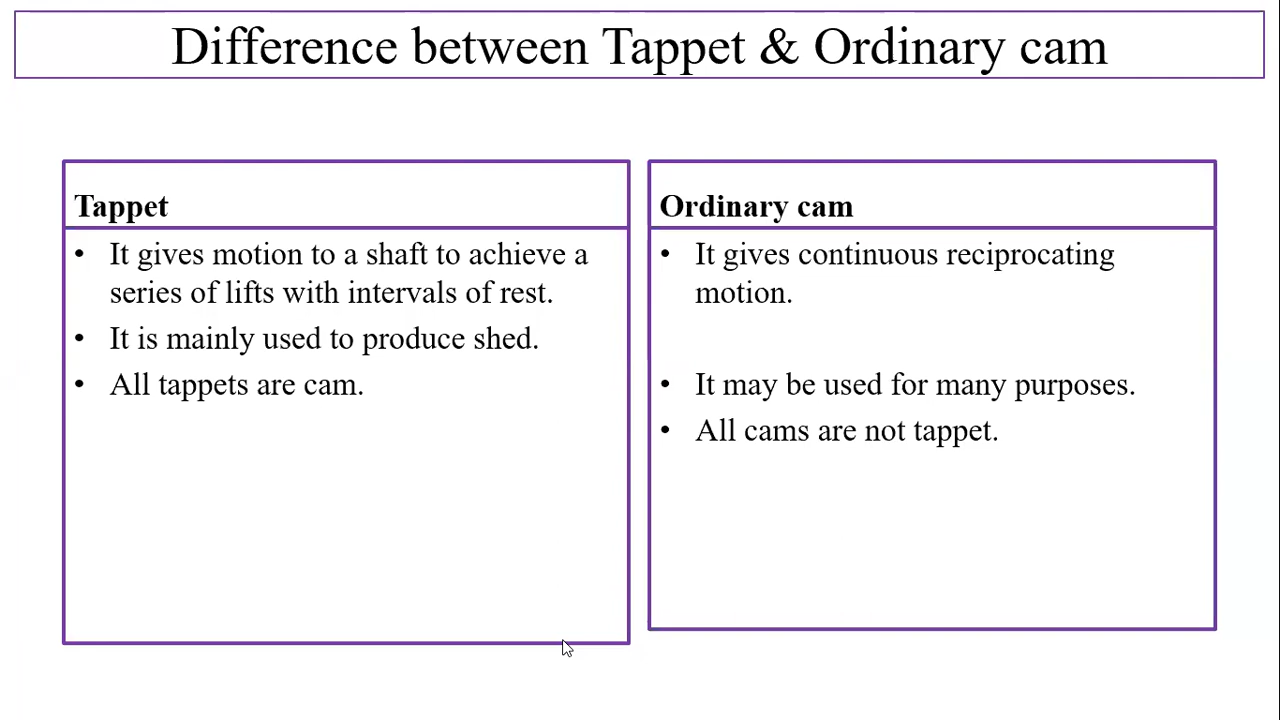 Difference between Tappet & Ordinary cam
Tappet
• It gives motion to a shaft to achieve a
series of lifts with intervals of rest.
• It is mainly used to produce shed.
• All tappets are cam.
Ordinary cam
• It gives continuous reciprocating
motion.
• It may be used for many purposes.
• All cams are not tappet.